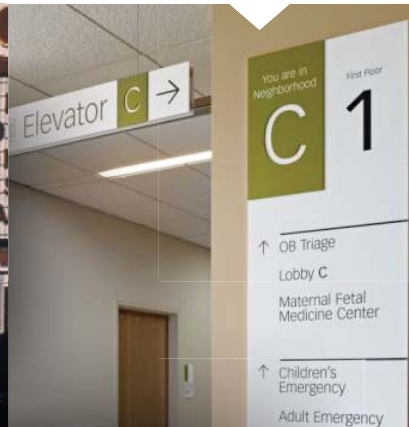 Elevator C →
You are in
Neighborhood
C
First Floor
1
↑ OB Triage
Lobby C
Maternal Fetal
Medicine Center
↑ Children's
Emergency
Adult Emergency